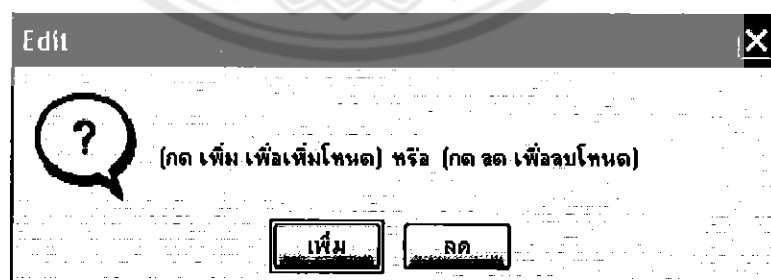 Edit
(กด เพิ่ม เพื่อเพิ่มโหนด) หรือ (กด ลด เพื่อลบโหนด)
เพิ่ม ลด